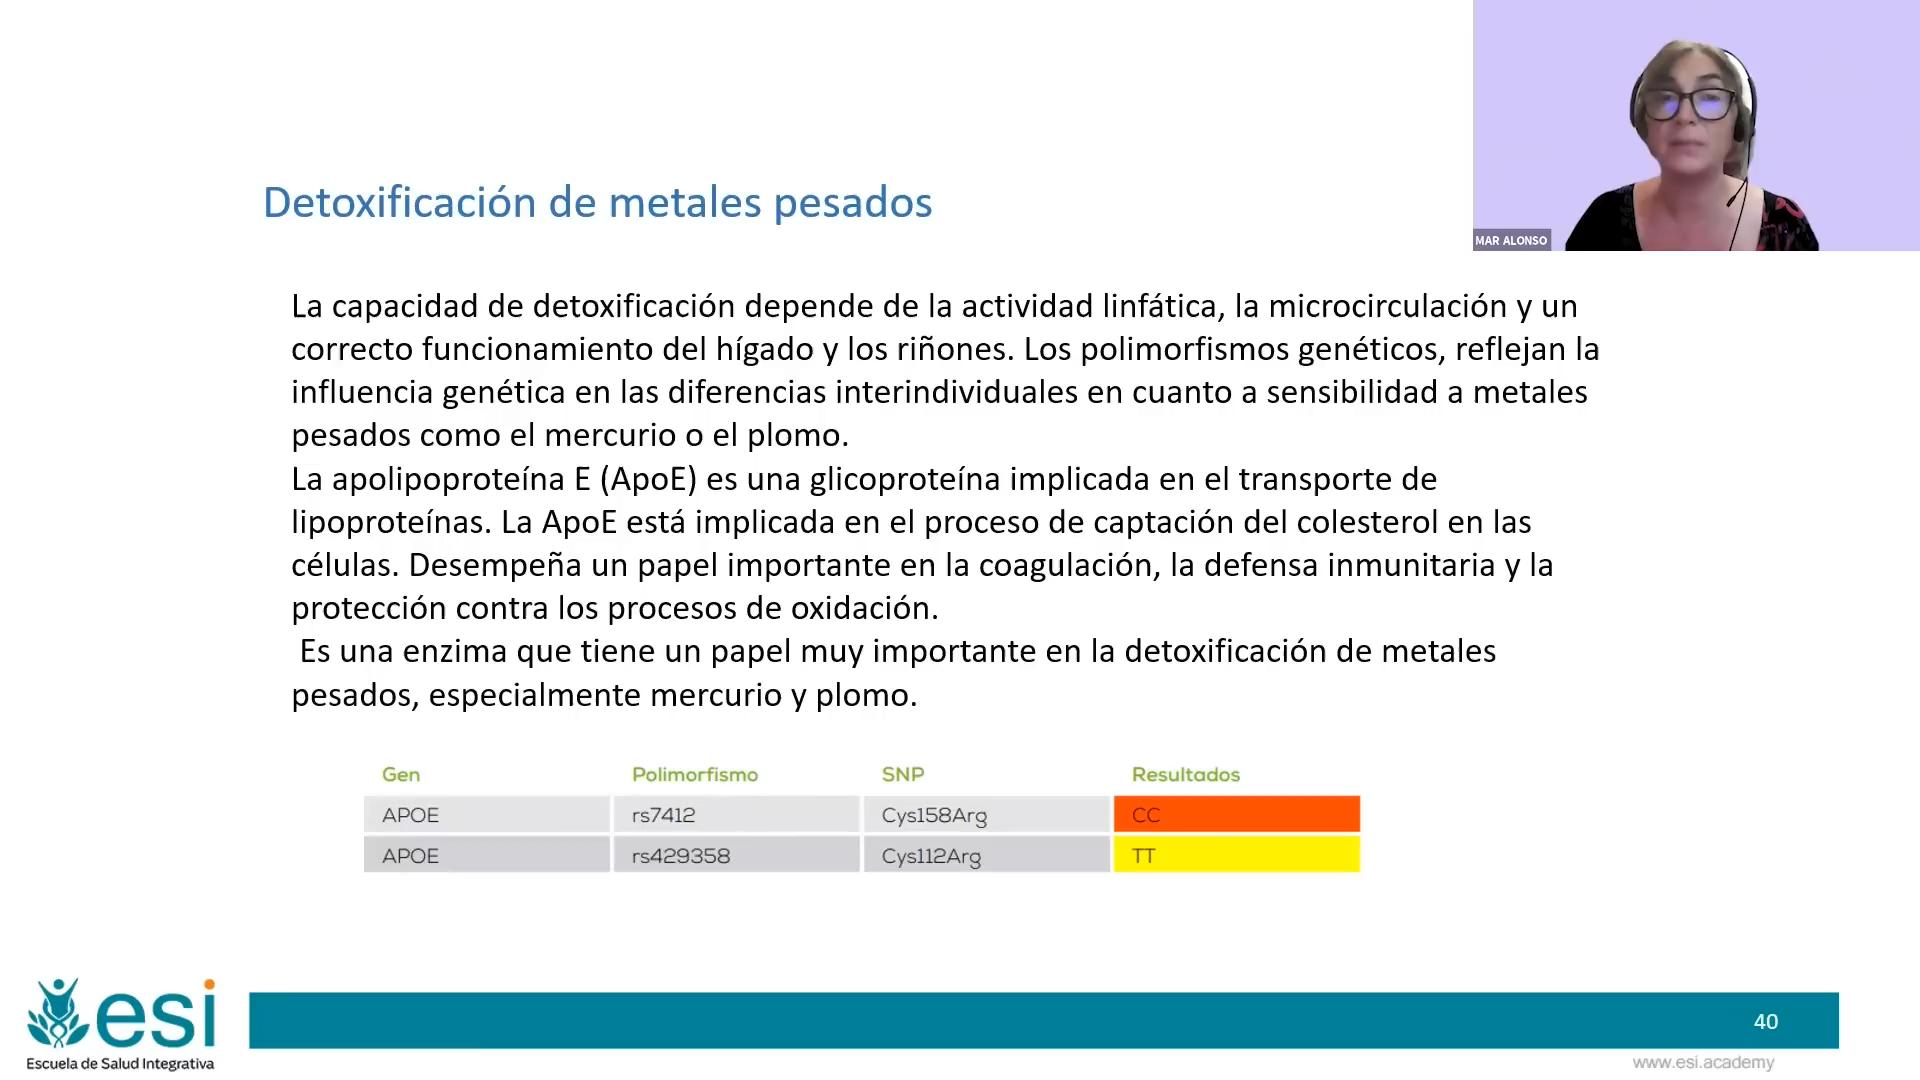 MAR ALONSO
Detoxificación de metales pesados
La capacidad de detoxificación depende de la actividad linfática, la microcirculación y un
correcto funcionamiento del hígado y los riñones. Los polimorfismos genéticos, reflejan la
influencia genética en las diferencias interindividuales en cuanto a sensibilidad a metales
pesados como el mercurio o el plomo.
La apolipoproteína E (ApoE) es una glicoproteína implicada en el transporte de
lipoproteínas. La ApoE está implicada en el proceso de captación del colesterol en las
células. Desempeña un papel importante en la coagulación, la defensa inmunitaria y la
protección contra los procesos de oxidación.
Es una enzima que tiene un papel muy importante en la detoxificación de metales
pesados, especialmente mercurio y plomo.
Gen Polimorfismo SNP Resultados
APOE rs7412 Cys158Arg CC
APOE rs429358 Cys112Arg TT
esi
Escuela de Salud Integrativa
40
www.esi.academy